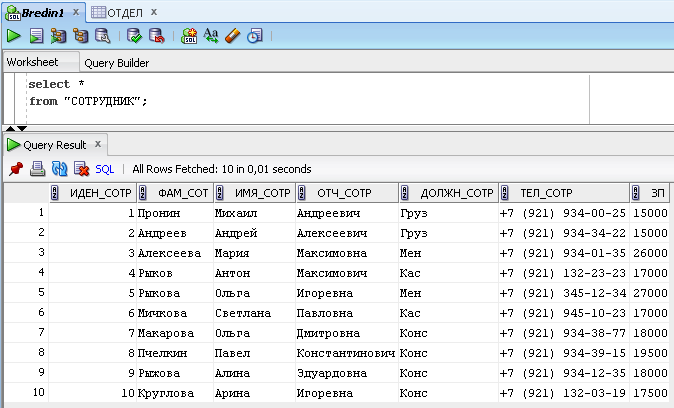 Bredin1 ОТДЕЛ
Worksheet Query Builder
select *
from "СОТРУДНИК";
Query Result
SQL | All Rows Fetched: 10 in 0,01 seconds
ИДЕН_СОТР ФАМ_СОТ ИМЯ_СОТР ОТЧ_СОТР ДОЛЖН_СОТР ТЕЛ_СОТР ЗП
1 1 Пронин Михаил Андреевич Груз +7 (921) 934-00-25 15000
2 2 Андреев Андрей Алексеевич Груз +7 (921) 934-34-22 15000
3 3 Алексеева Мария Максимовна Мен +7 (921) 934-01-35 26000
4 4 Рыков Антон Максимович Кас +7 (921) 132-23-23 17000
5 5 Рыкова Ольга Игоревна Мен +7 (921) 345-12-34 27000
6 6 Мичкова Светлана Павловна Кас +7 (921) 945-10-23 17000
7 7 Макарова Ольга Дмитровна Конс +7 (921) 934-38-77 18000
8 8 Пчелкин Павел Константинович Конс +7 (921) 934-39-15 19500
9 9 Рыжова Алина Эдуардовна Конс +7 (921) 934-12-35 18000
10 10 Круглова Арина Игоревна Конс +7 (921) 132-03-19 17500